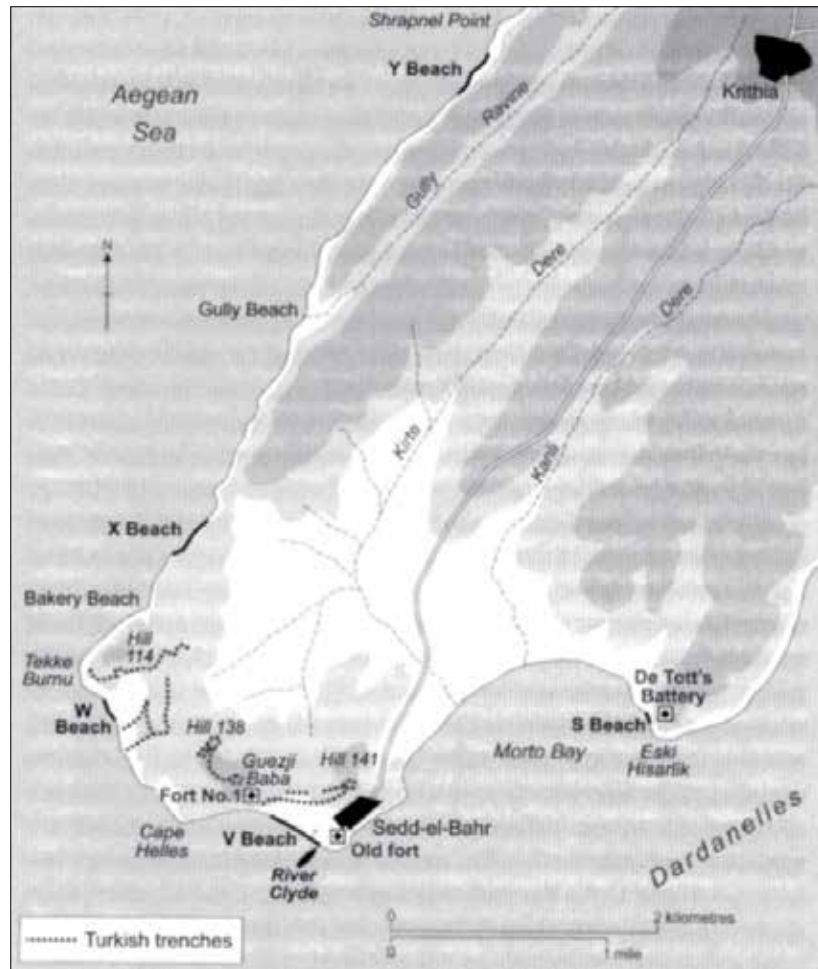 Shrapnel Point
Y Beach
Aegean
Sea
Krithia
Gully Ravine
N
Dere
Dere
Gully Beach
Kirte
Kanli
X Beach
Bakery Beach
Hill
114
Tekke
Burnu
De Tott's
Battery
W
Beach
S Beach
Hill 138
Morto Bay
Eski
Hisarlik
Guezji
Baba
Hill 141
Fort No.1
Cape
Helles
V Beach
Sedd-el-Bahr
Old fort
Dardanelles
River
Clyde
0
2 kilometres
0
1 mile
Turkish trenches